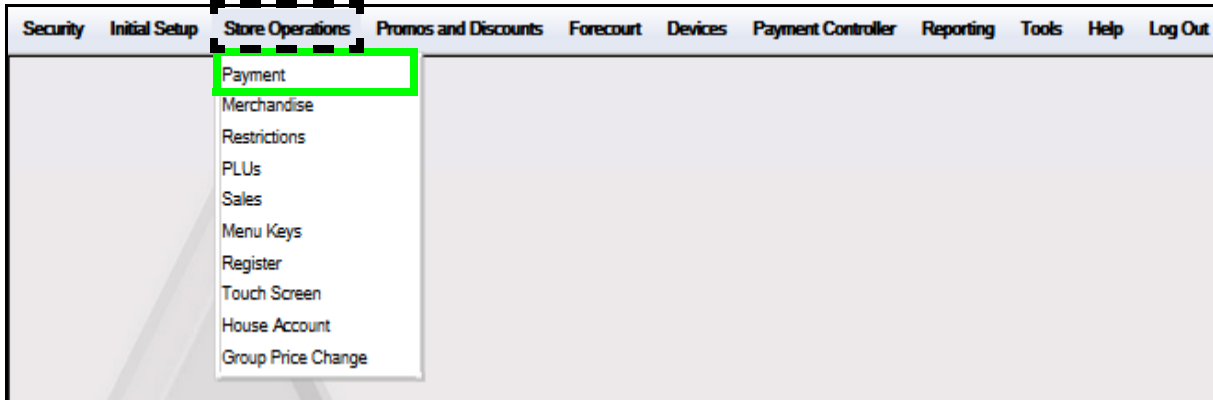 Security Initial Setup Store Operations Promos and Discounts Forecourt Devices Payment Controller Reporting Tools Help Log Out
Payment
Merchandise
Restrictions
PLUs
Sales
Menu Keys
Register
Touch Screen
House Account
Group Price Change